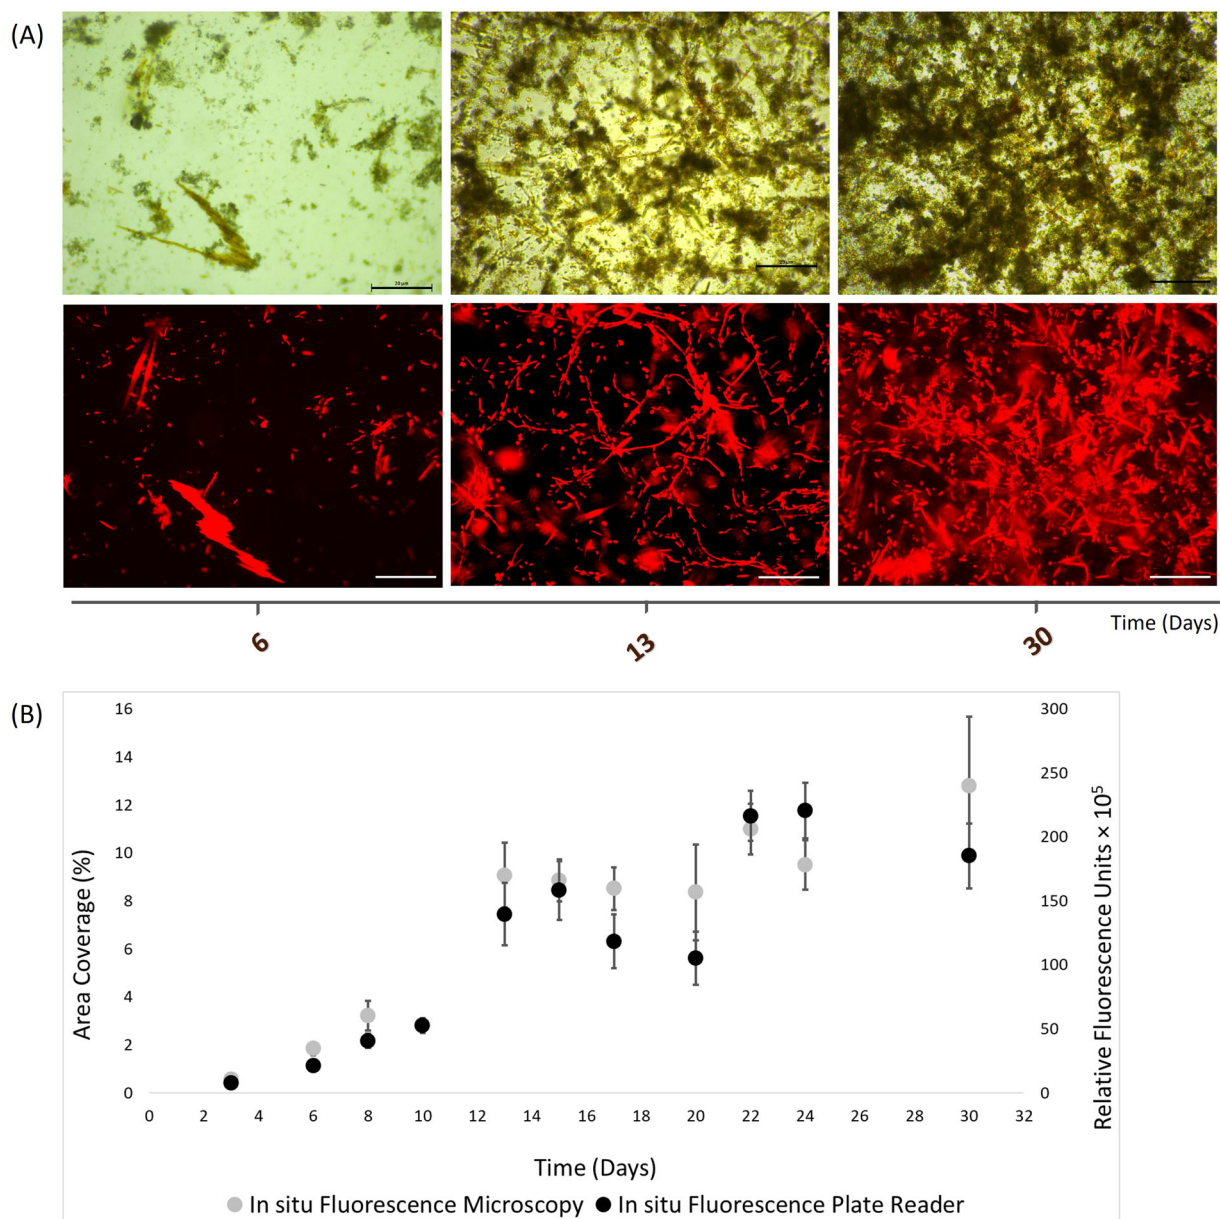 (A)
20 µm
6
13
30
Time (Days)
(B)
16
14
12
10
8
6
4
2
0
Area Coverage (%)
300
250
200
150
100
50
0
Relative Fluorescence Units × 10⁵
0 2 4 6 8 10 12 14 16 18 20 22 24 26 28 30 32
Time (Days)
In situ Fluorescence Microscopy In situ Fluorescence Plate Reader